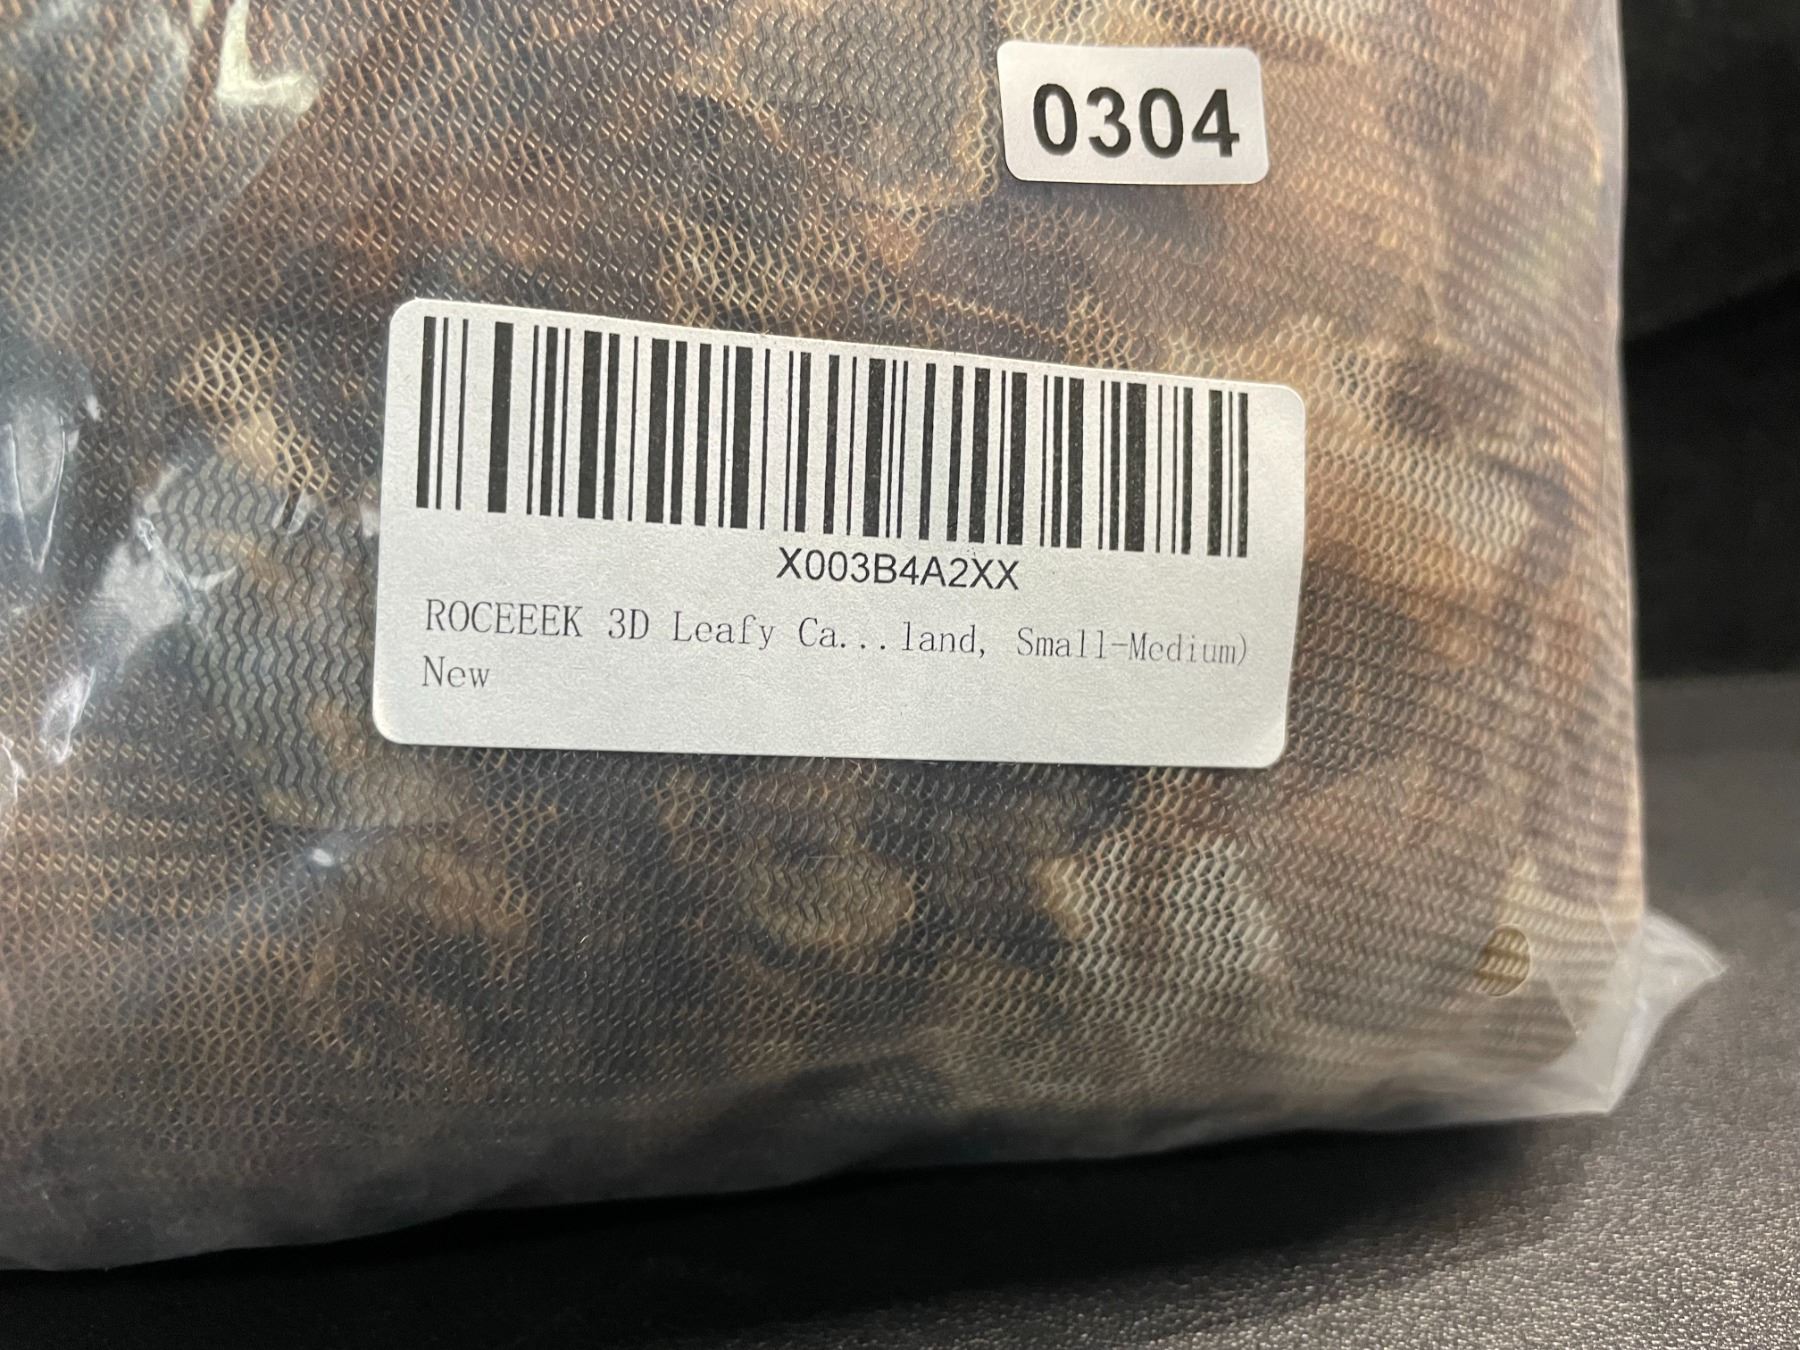 0304
X003B4A2XX
ROCEEEK 3D Leafy Ca...land, Small-Medium)
New